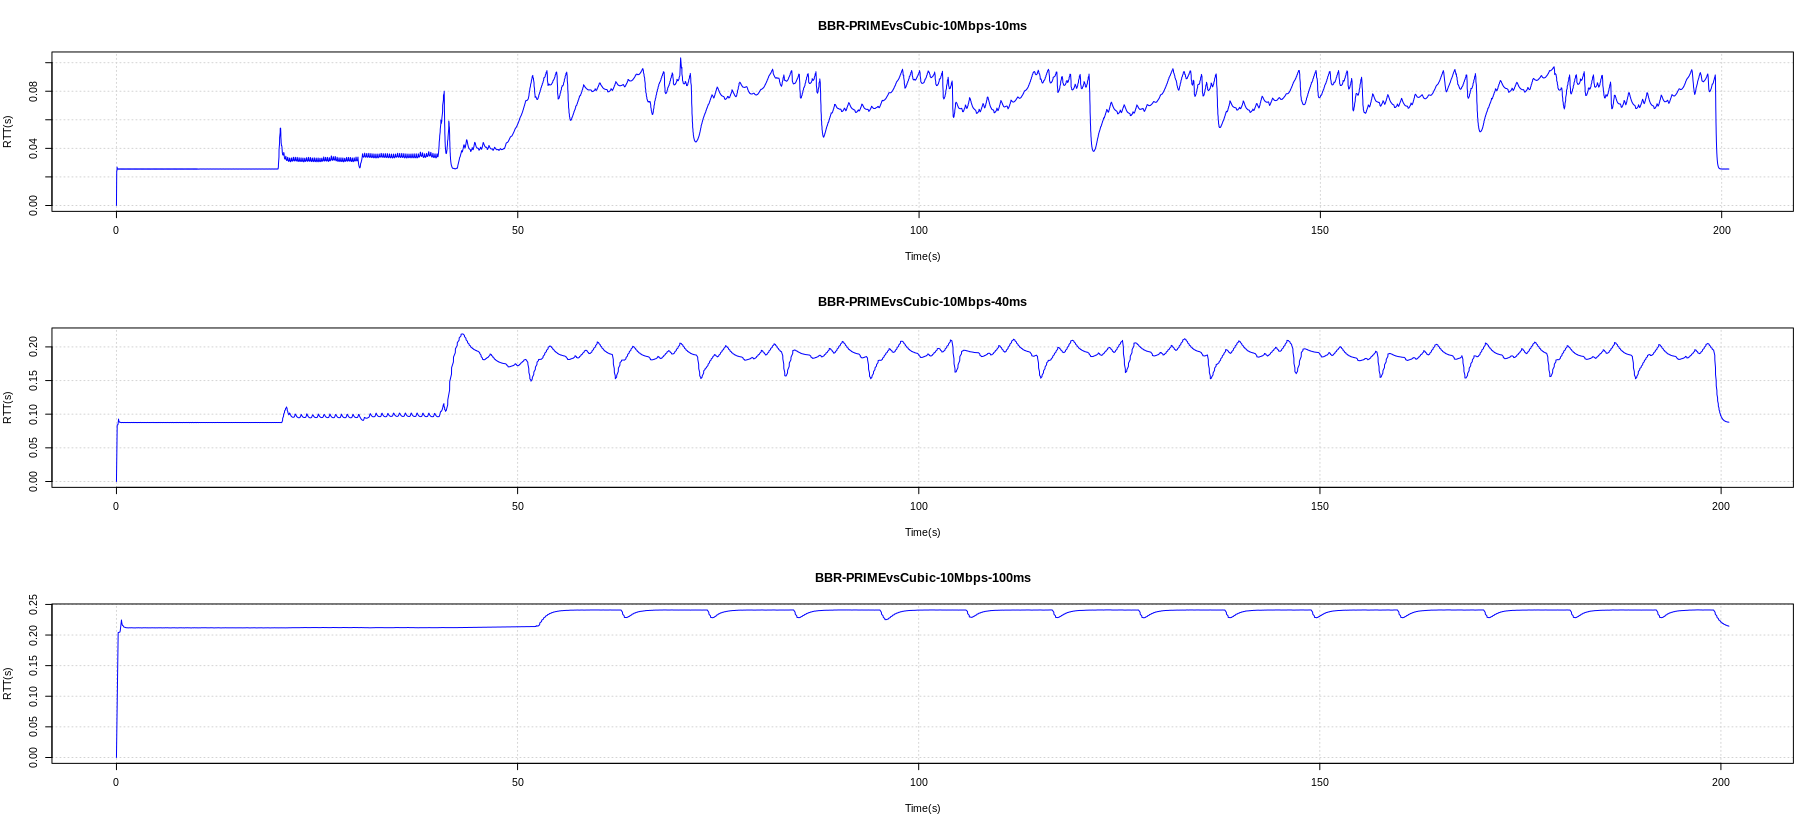 BBR-PRIMEvsCubic-10Mbps-10ms
RTT(s)
0.08
0.04
0.00
0 50 100 150 200
Time(s)
BBR-PRIMEvsCubic-10Mbps-40ms
RTT(s)
0.20
0.15
0.10
0.05
0.00
0 50 100 150 200
Time(s)
BBR-PRIMEvsCubic-10Mbps-100ms
RTT(s)
0.25
0.20
0.15
0.10
0.05
0.00
0 50 100 150 200
Time(s)